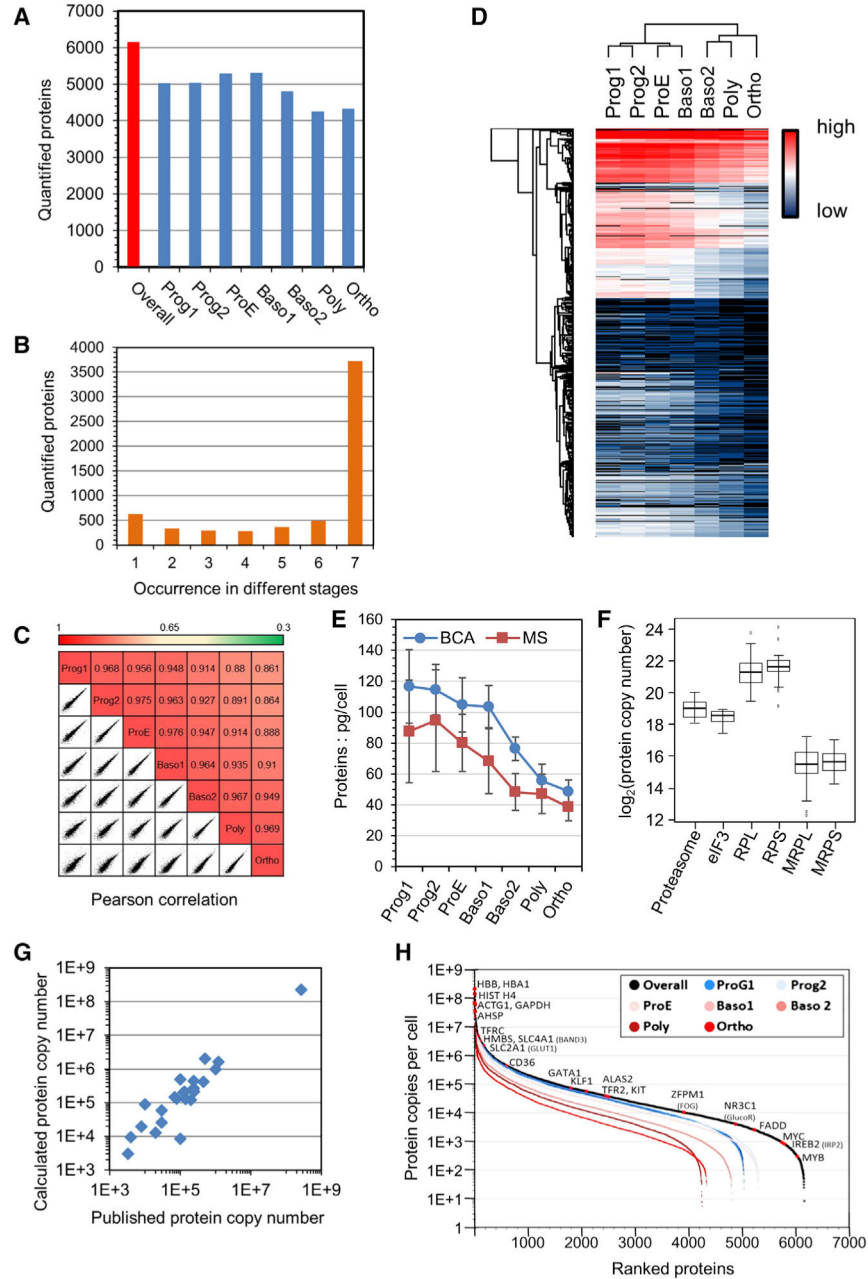 A
Quantified proteins
7000
6000
5000
4000
3000
2000
1000
0
Overall
Prog1
Prog2
ProE
Baso1
Baso2
Poly
Ortho
B
Quantified proteins
4000
3500
3000
2500
2000
1500
1000
500
0
1 2 3 4 5 6 7
Occurrence in different stages
C
1 0.65 0.3
Prog1 0.968 0.956 0.948 0.914 0.88 0.861
Prog2 0.975 0.963 0.927 0.891 0.864
ProE 0.976 0.947 0.914 0.888
Baso1 0.964 0.935 0.91
Baso2 0.967 0.949
Poly 0.969
Ortho
Pearson correlation
D
Prog1
Prog2
ProE
Baso1
Baso2
Poly
Ortho
high
low
E
Proteins : pg/cell
160
140
120
100
80
60
40
20
0
BCA MS
Prog1
Prog2
ProE
Baso1
Baso2
Poly
Ortho
F
log2(protein copy number)
24
22
20
18
16
14
12
Proteasome
eIF3
RPL
RPS
MRPL
MRPS
G
Calculated protein copy number
1E+9
1E+8
1E+7
1E+6
1E+5
1E+4
1E+3
1E+3 1E+5 1E+7 1E+9
Published protein copy number
H
Protein copies per cell
1E+9
1E+8
1E+7
1E+6
1E+5
1E+4
1E+3
1E+2
1E+1
1
Overall ProG1 Prog2
ProE Baso1 Baso 2
Poly Ortho
HBB, HBA1
HIST H4
ACTG1, GAPDH
AHSP
TFRC
HMBS, SLC4A1 (BAND3)
SLC2A1 (GLUT1)
CD36
GATA1
KLF1
ALAS2
TFR2, KIT
ZFPM1
(FOG)
NR3C1
(GlucoR)
FADD
MYC
IREB2 (IRP2)
MYB
1000 2000 3000 4000 5000 6000 7000
Ranked proteins